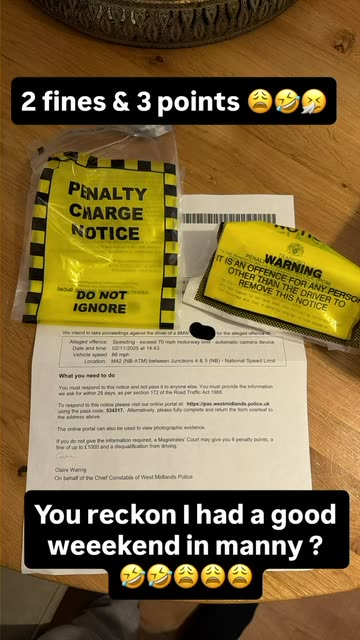 2 fines & 3 points 😩🤣🤧
PENALTY
CHARGE
NOTICE
DO NOT
IGNORE
WARNING
IT IS AN OFFENCE FOR ANY PERSON
OTHER THAN THE DRIVER TO
REMOVE THIS NOTICE
We intend to take proceedings against the driver of a BMW for the alleged offence of:
Alleged offence: Speeding - exceed 70 mph motorway limit - automatic camera device
Date and time: 02/11/2025 at 14:43
Vehicle speed: 86 mph
Location: M42 (NB-ATM) between Junctions 4 & 5 (NB) - National Speed Limit
What you need to do
You must respond to this notice and not pass it to anyone else. You must provide the information
we ask for within 28 days, as per section 172 of the Road Traffic Act 1988.
To respond to this notice please visit our online portal at: https://pas.westmidlands.police.uk
using the pass code: 534317. Alternatively, please fully complete and return the form overleaf to the
address above.
The online portal can also be used to view photographic evidence.
If you do not give the information required, a Magistrates' Court may give you 6 penalty points, a
fine of up to £1000 and a disqualification from driving.
Claire Waring
On behalf of the Chief Constable of West Midlands Police
You reckon I had a good
weeekend in manny ?
🤣🤣😩😩😩